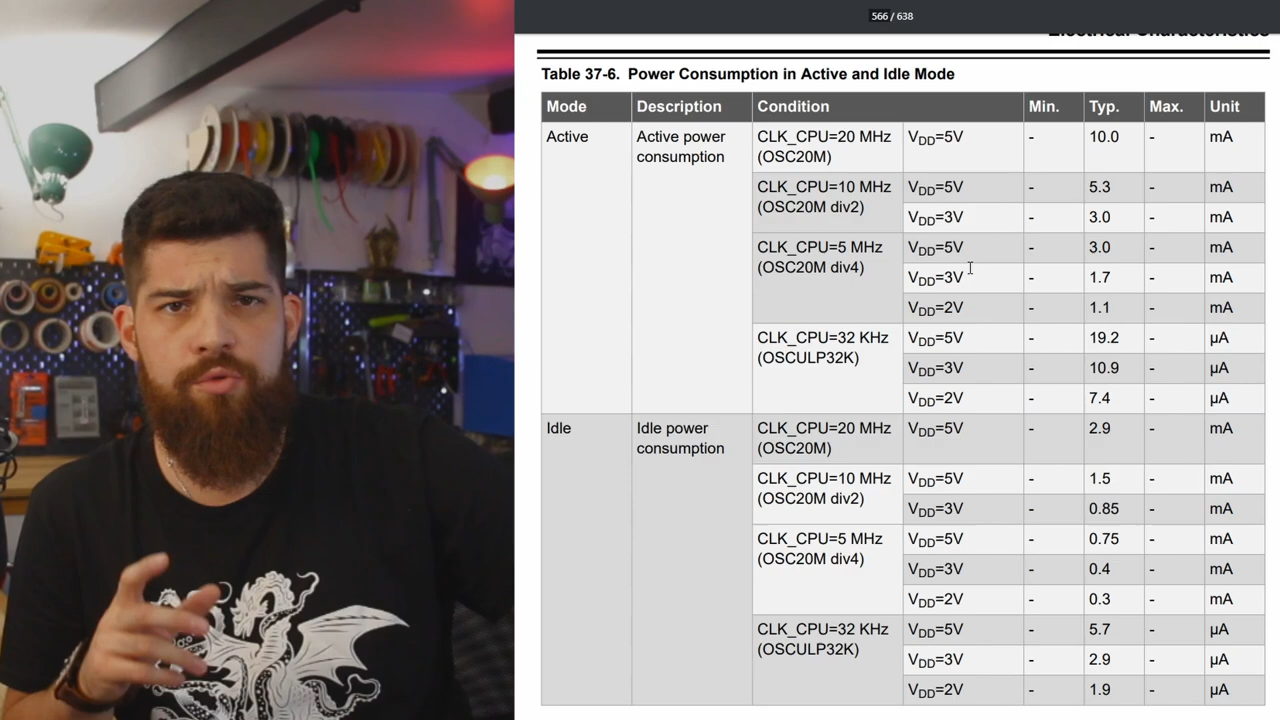 566 / 638
Electrical Characteristics
Table 37-6. Power Consumption in Active and Idle Mode
Mode Description Condition Min. Typ. Max. Unit
Active Active power consumption CLK_CPU=20 MHz (OSC20M) VDD=5V - 10.0 - mA
CLK_CPU=10 MHz (OSC20M div2) VDD=5V - 5.3 - mA
VDD=3V - 3.0 - mA
CLK_CPU=5 MHz (OSC20M div4) VDD=5V - 3.0 - mA
VDD=3V - 1.7 - mA
VDD=2V - 1.1 - mA
CLK_CPU=32 KHz (OSCULP32K) VDD=5V - 19.2 - µA
VDD=3V - 10.9 - µA
VDD=2V - 7.4 - µA
Idle Idle power consumption CLK_CPU=20 MHz (OSC20M) VDD=5V - 2.9 - mA
CLK_CPU=10 MHz (OSC20M div2) VDD=5V - 1.5 - mA
VDD=3V - 0.85 - mA
CLK_CPU=5 MHz (OSC20M div4) VDD=5V - 0.75 - mA
VDD=3V - 0.4 - mA
VDD=2V - 0.3 - mA
CLK_CPU=32 KHz (OSCULP32K) VDD=5V - 5.7 - µA
VDD=3V - 2.9 - µA
VDD=2V - 1.9 - µA